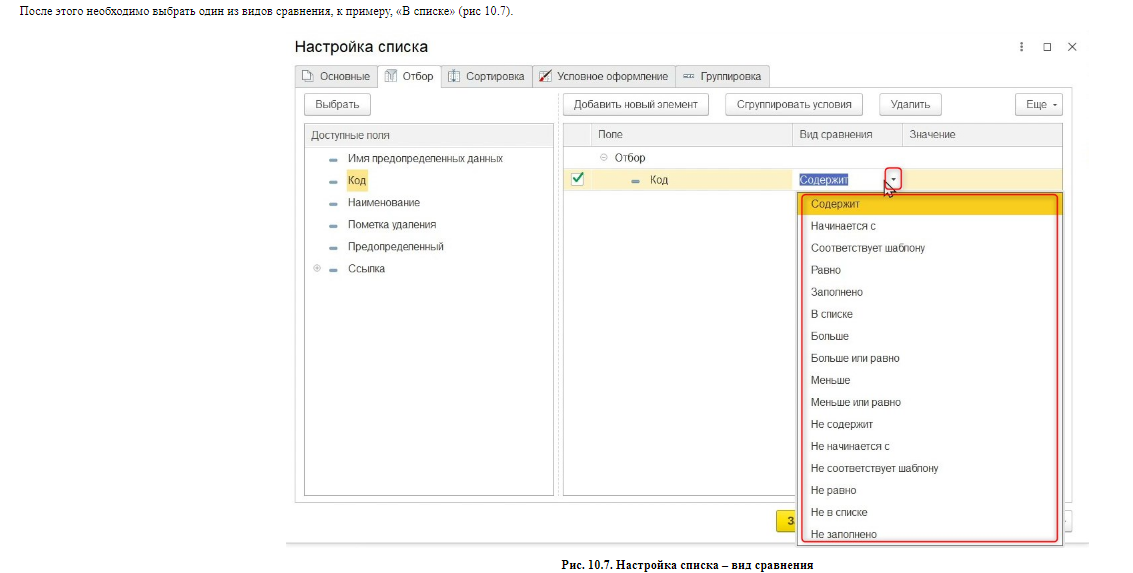 После этого необходимо выбрать один из видов сравнения, к примеру, «В списке» (рис 10.7).
Настройка списка
Основные Отбор Сортировка Условное оформление Группировка
Выбрать Добавить новый элемент Сгруппировать условия Удалить Еще
Доступные поля Поле Вид сравнения Значение
Имя предопределенных данных Отбор
Код Код Содержит
Наименование Содержит
Пометка удаления Начинается с
Предопределенный Соответствует шаблону
Ссылка Равно
Заполнено
В списке
Больше
Больше или равно
Меньше
Меньше или равно
Не содержит
Не начинается с
Не соответствует шаблону
Не равно
Не в списке
Не заполнено
Рис. 10.7. Настройка списка – вид сравнения